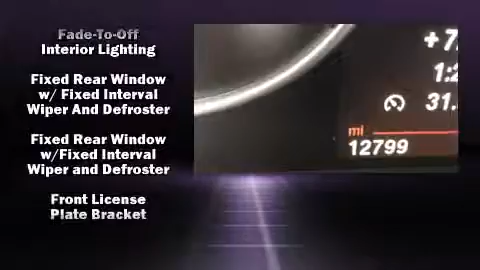 Fade-To-Off
Interior Lighting
Fixed Rear Window
w/ Fixed Interval
Wiper And Defroster
Fixed Rear Window
w/Fixed Interval
Wiper and Defroster
Front License
Plate Bracket
mi
12799